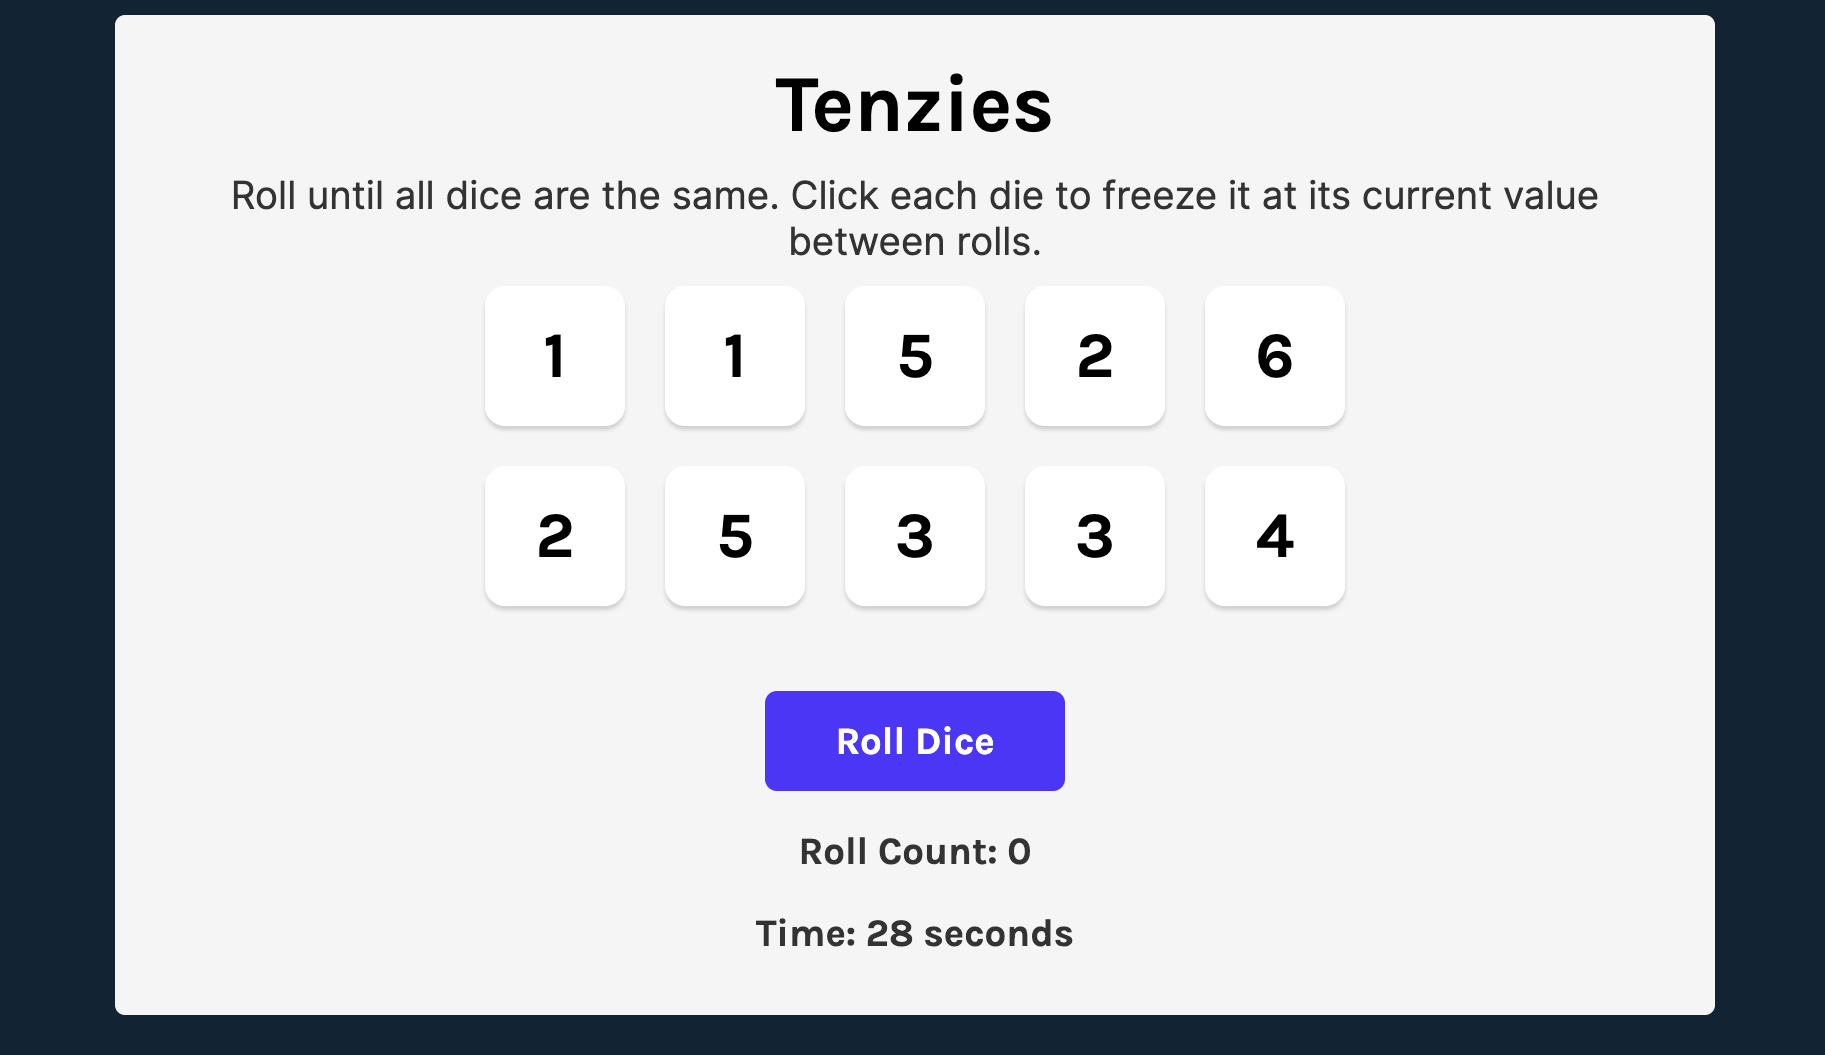 Tenzies
Roll until all dice are the same. Click each die to freeze it at its current value
between rolls.
1 1 5 2 6
2 5 3 3 4
Roll Dice
Roll Count: 0
Time: 28 seconds